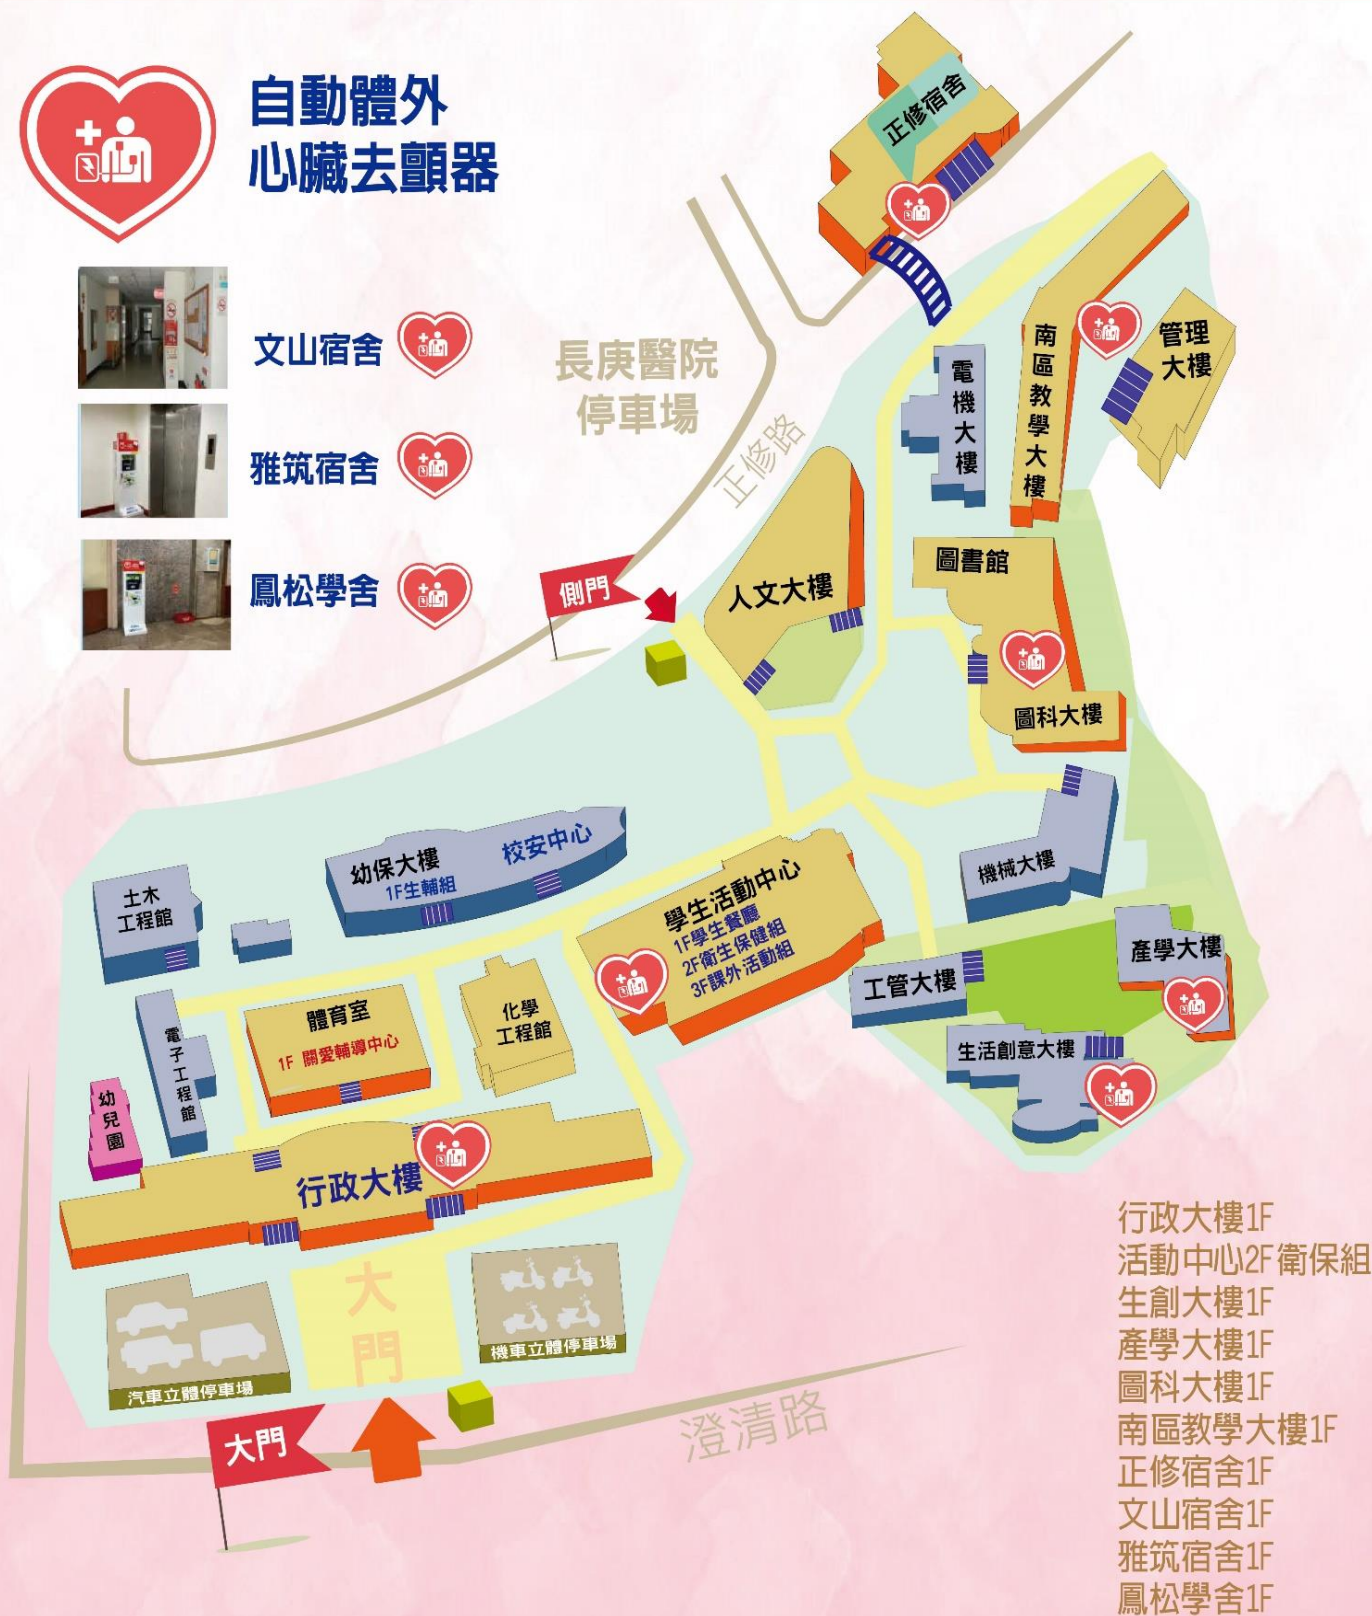 自動體外
心臟去顫器
文山宿舍
雅筑宿舍
鳳松學舍
正修宿舍
長庚醫院
停車場
正修路
南區教學大樓
管理
大樓
電機大樓
側門
人文大樓
圖書館
圖科大樓
幼保大樓
1F生輔組
校安中心
土木
工程館
學生活動中心
1F學生餐廳
2F衛生保健組
3F課外活動組
機械大樓
產學大樓
工管大樓
生活創意大樓
體育室
1F 關愛輔導中心
化學
工程館
電子工程館
幼兒園
行政大樓
大門
汽車立體停車場
機車立體停車場
大門
澄清路
行政大樓1F
活動中心2F衛保組
生創大樓1F
產學大樓1F
圖科大樓1F
南區教學大樓1F
正修宿舍1F
文山宿舍1F
雅筑宿舍1F
鳳松學舍1F